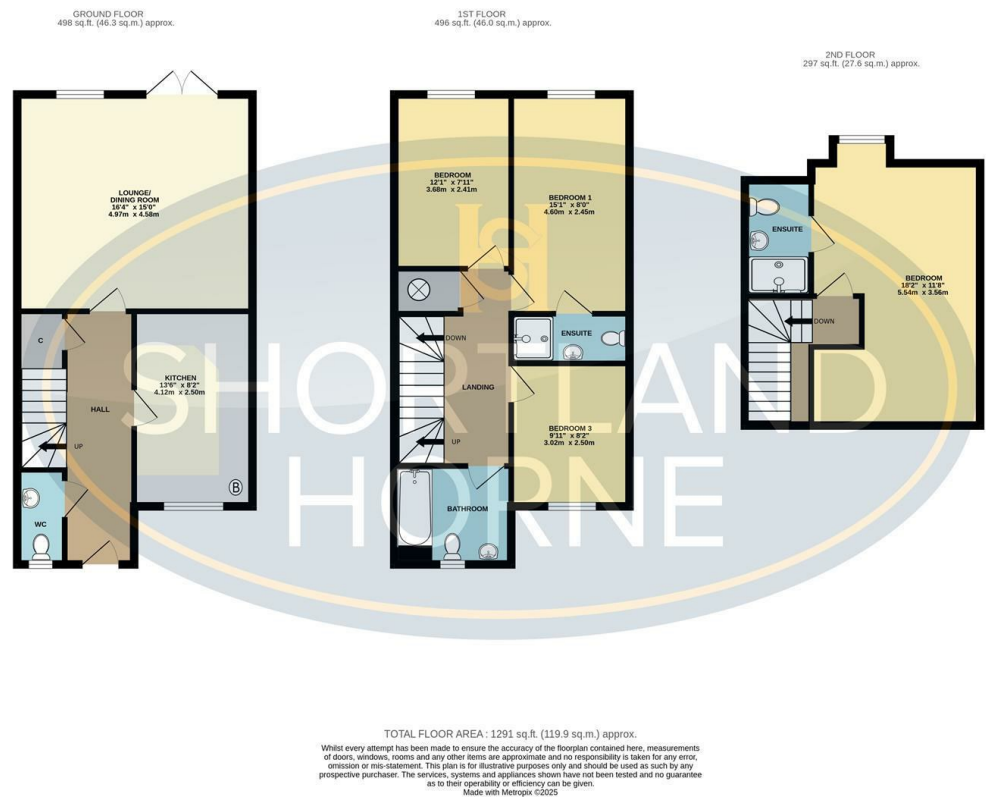 GROUND FLOOR
498 sq.ft. (46.3 sq.m.) approx.
1ST FLOOR
496 sq.ft. (46.0 sq.m.) approx.
2ND FLOOR
297 sq.ft. (27.6 sq.m.) approx.
LOUNGE/
DINING ROOM
16'4" x 15'0"
4.97m x 4.58m
C
KITCHEN
13'6" x 8'2"
4.12m x 2.50m
HALL
UP
B
WC
BEDROOM
12'1" x 7'11"
3.68m x 2.41m
BEDROOM 1
15'1" x 8'0"
4.60m x 2.45m
DOWN
ENSUITE
LANDING
UP
BEDROOM 3
9'11" x 8'2"
3.02m x 2.50m
BATHROOM
ENSUITE
BEDROOM
18'2" x 11'8"
5.54m x 3.56m
DOWN
SHORTLAND
HORNE
TOTAL FLOOR AREA : 1291 sq.ft. (119.9 sq.m.) approx.
Whilst every attempt has been made to ensure the accuracy of the floorplan contained here, measurements
of doors, windows, rooms and any other items are approximate and no responsibility is taken for any error,
omission or mis-statement. This plan is for illustrative purposes only and should be used as such by any
prospective purchaser. The services, systems and appliances shown have not been tested and no guarantee
as to their operability or efficiency can be given.
Made with Metropix ©2025